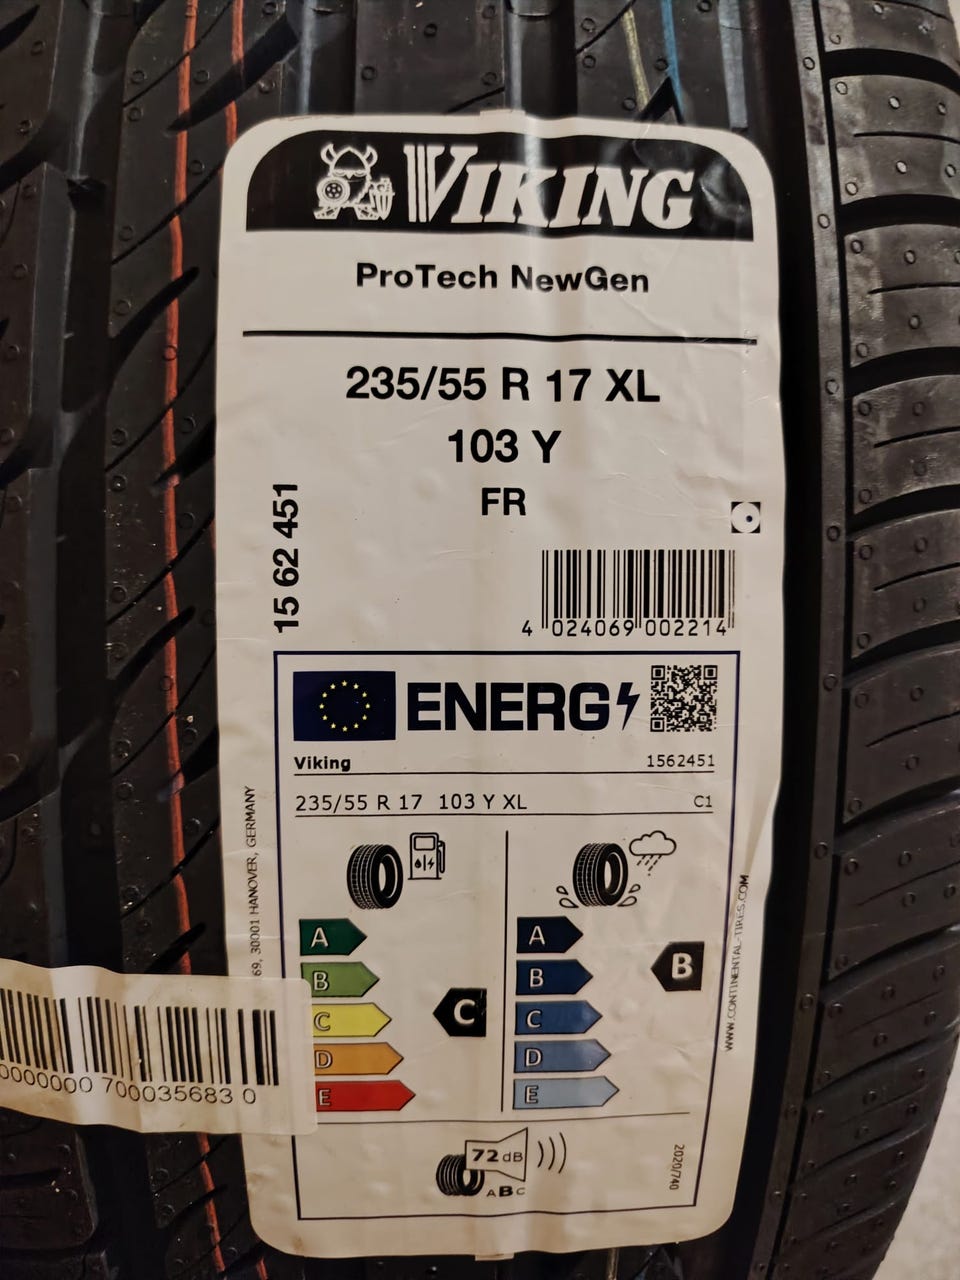 VIKING
ProTech NewGen
235/55 R 17 XL
103 Y
FR
15 62 451
4 024069 002214
ENERG
Viking 1562451
235/55 R 17 103 Y XL C1
A
B
C
D
E
C
A
B
C
D
E
B
72 dB
ABC
2020/740
69, 30001 HANOVER, GERMANY
WWW.CONTINENTAL-TIRES.COM
700035683 0